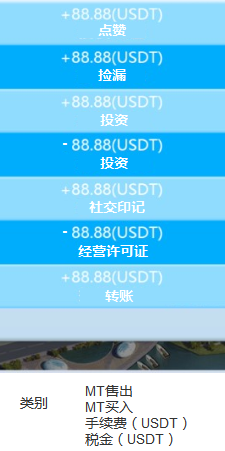 +88.88(USDT)
点赞
+88.88(USDT)
捡漏
+88.88(USDT)
投资
- 88.88(USDT)
投资
+88.88(USDT)
社交印记
- 88.88(USDT)
经营许可证
+88.88(USDT)
转账
类别
MT售出
MT买入
手续费（USDT）
税金（USDT）